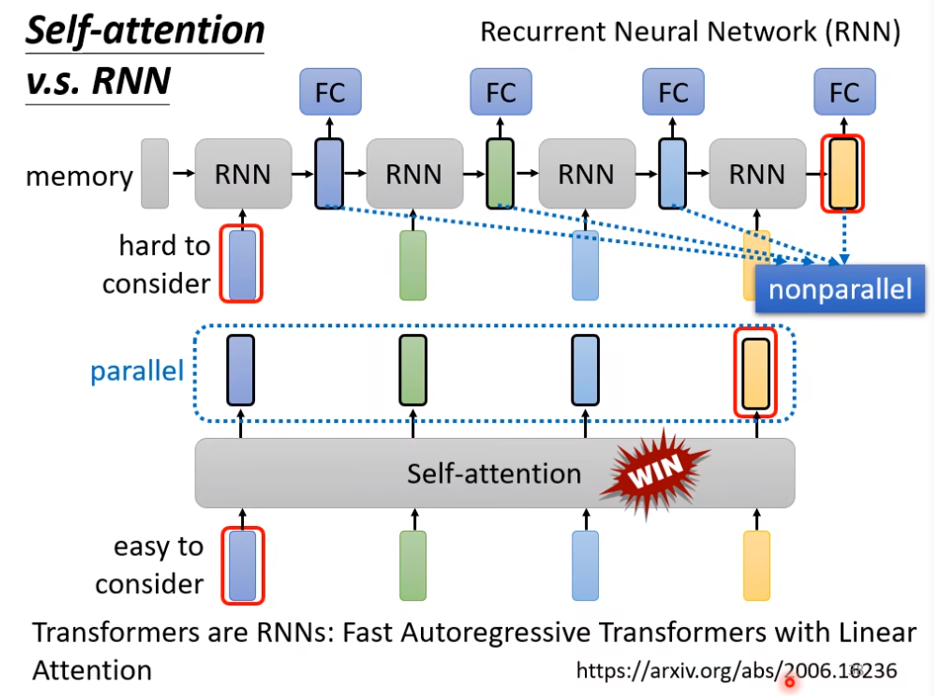 Self-attention
v.s. RNN
Recurrent Neural Network (RNN)
FC FC FC FC
memory RNN RNN RNN RNN
hard to
consider
nonparallel
parallel
Self-attention WIN
easy to
consider
Transformers are RNNs: Fast Autoregressive Transformers with Linear
Attention
https://arxiv.org/abs/2006.16236